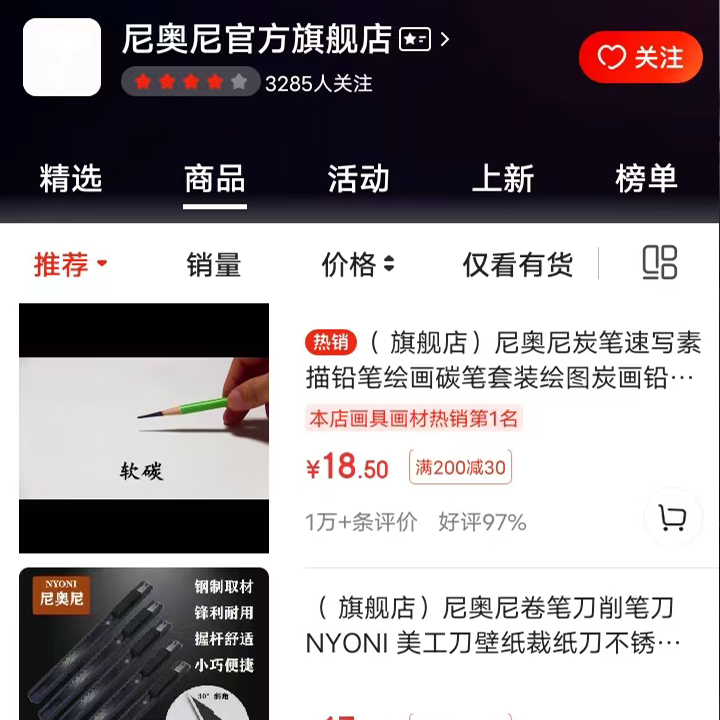 尼奥尼官方旗舰店
3285人关注
关注
精选
商品
活动
上新
榜单
推荐
销量
价格
仅看有货
软碳
热销 （ 旗舰店）尼奥尼炭笔速写素
描铅笔绘画碳笔套装绘图炭画铅…
本店画具画材热销第1名
¥18.50
满200减30
1万+条评价 好评97%
NYONI
尼奥尼
钢制取材
锋利耐用
握杆舒适
小巧便捷
30°斜角
（ 旗舰店）尼奥尼卷笔刀削笔刀
NYONI 美工刀壁纸裁纸刀不锈…